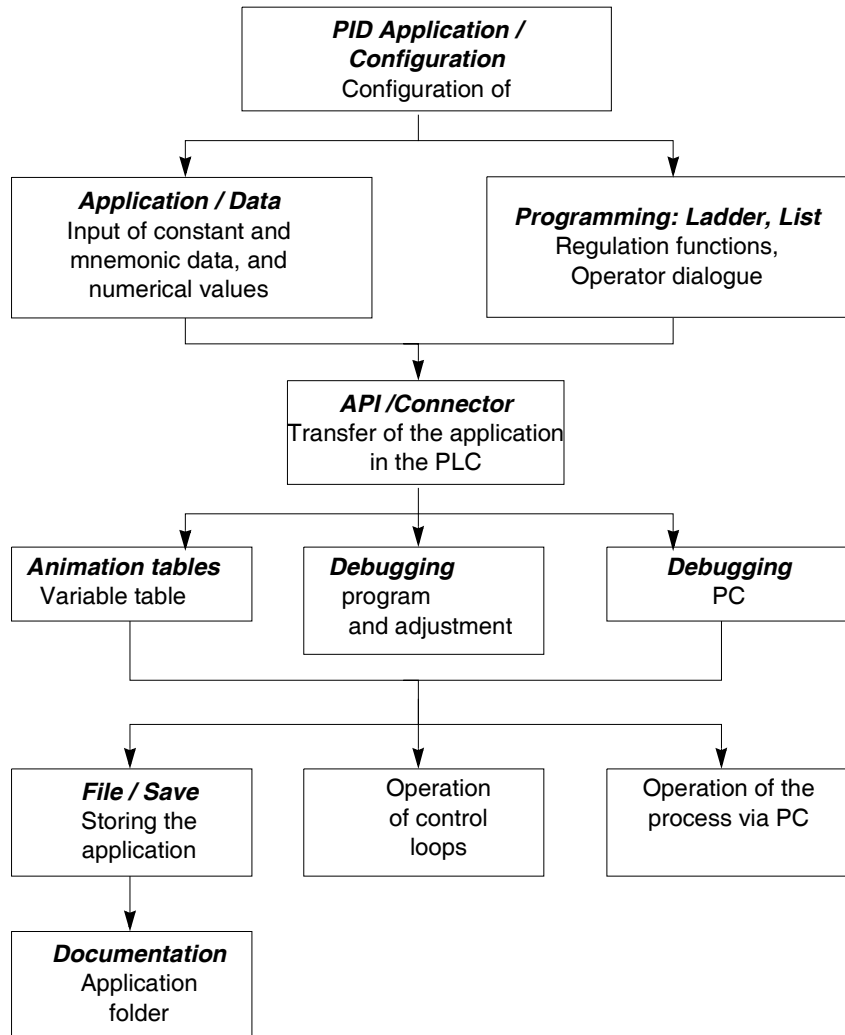 PID Application /
Configuration
Configuration of
Application / Data
Input of constant and
mnemonic data, and
numerical values
Programming: Ladder, List
Regulation functions,
Operator dialogue
API /Connector
Transfer of the application
in the PLC
Animation tables
Variable table
Debugging
program
and adjustment
Debugging
PC
File / Save
Storing the
application
Operation
of control
loops
Operation of the
process via PC
Documentation
Application
folder